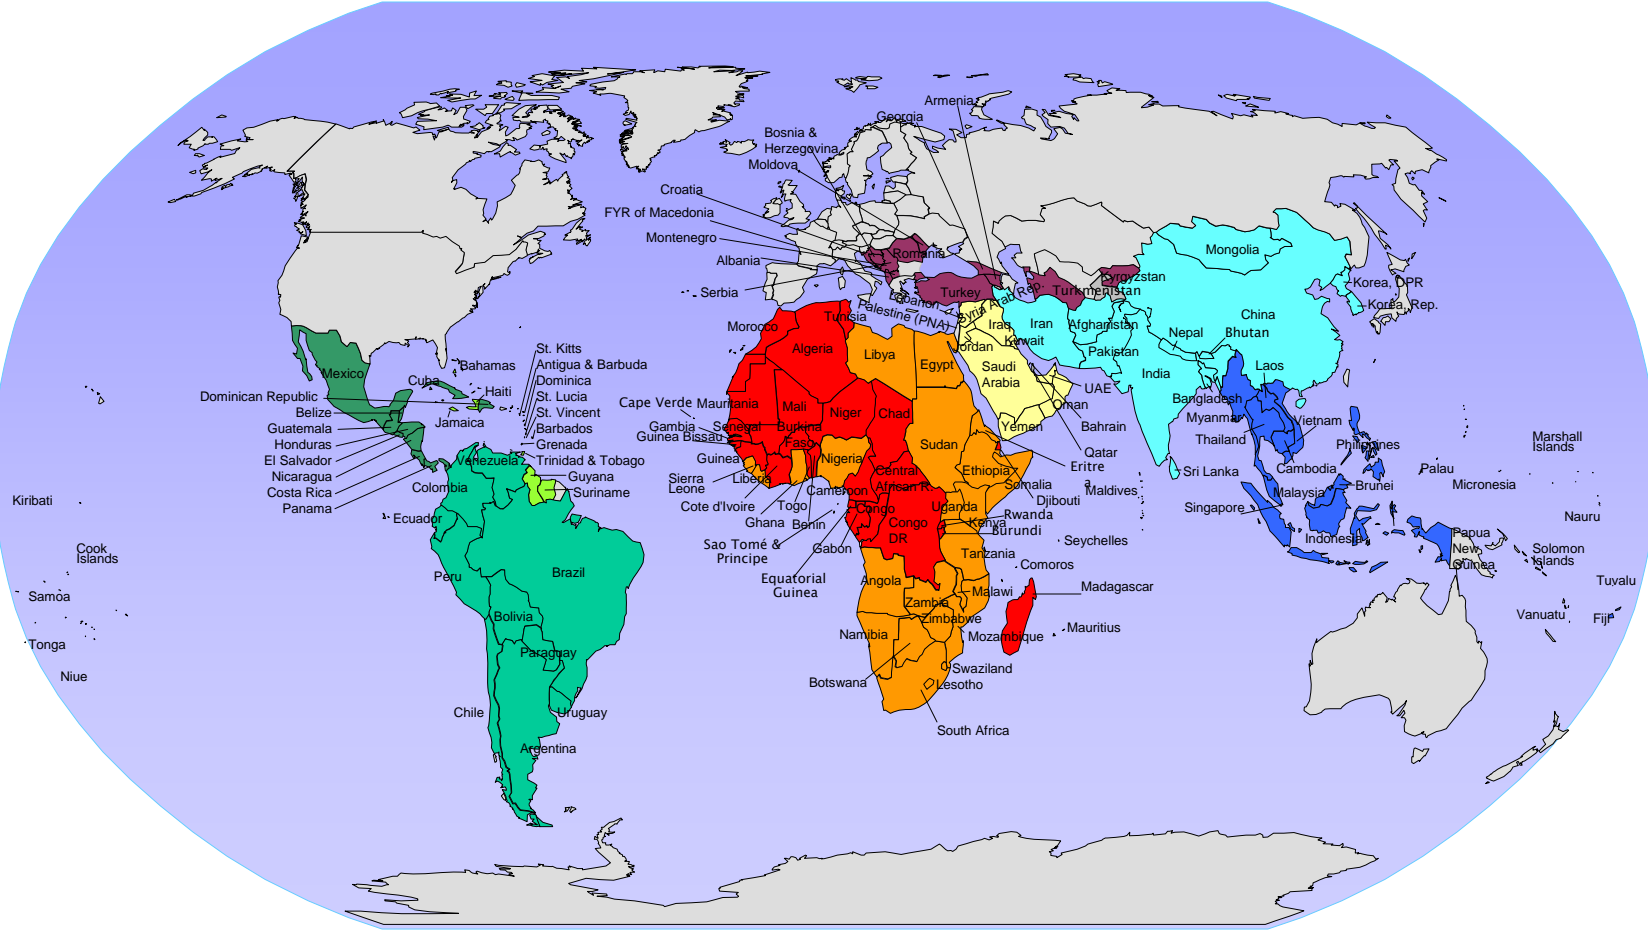 Armenia
Georgia
Bosnia &
Herzegovina
Moldova
Croatia
FYR of Macedonia
Montenegro
Albania
Serbia
Romania
Turkey
Lebanon
Syria Arab Rep.
Palestine (PNA)
Turkmenistan
Kyrgyzstan
Mongolia
Korea, DPR
Korea, Rep.
China
Iran
Afghanistan
Nepal
Bhutan
Pakistan
India
Iraq
Kuwait
Jordan
Saudi
Arabia
UAE
Oman
Yemen
Bahrain
Qatar
Eritre
a
Maldives
Djibouti
Somalia
Bangladesh
Laos
Myanmar
Vietnam
Thailand
Philippines
Cambodia
Sri Lanka
Malaysia
Brunei
Singapore
Indonesia
Palau
Micronesia
Marshall
Islands
Nauru
Papua
New
Guinea
Solomon
Islands
Tuvalu
Vanuatu
Fiji
Morocco
Tunisia
Algeria
Libya
Egypt
Cape Verde
Mauritania
Mali
Niger
Chad
Sudan
Gambia
Senegal
Guinea Bissau
Burkina
Faso
Guinea
Nigeria
Sierra
Leone
Liberia
Cote d'Ivoire
Togo
Ghana
Benin
Cameroon
Central
African R.
Ethiopia
Uganda
Kenya
Rwanda
Burundi
Congo
Congo
DR
Sao Tomé &
Principe
Gabon
Equatorial
Guinea
Tanzania
Seychelles
Comoros
Angola
Zambia
Malawi
Madagascar
Zimbabwe
Mozambique
Mauritius
Namibia
Botswana
Swaziland
Lesotho
South Africa
Mexico
Cuba
Bahamas
Haiti
Dominican Republic
Belize
Jamaica
Guatemala
Honduras
El Salvador
Nicaragua
Costa Rica
Panama
St. Kitts
Antigua & Barbuda
Dominica
St. Lucia
St. Vincent
Barbados
Grenada
Trinidad & Tobago
Guyana
Suriname
Venezuela
Colombia
Ecuador
Peru
Brazil
Bolivia
Paraguay
Chile
Uruguay
Argentina
Kiribati
Cook
Islands
Samoa
Tonga
Niue